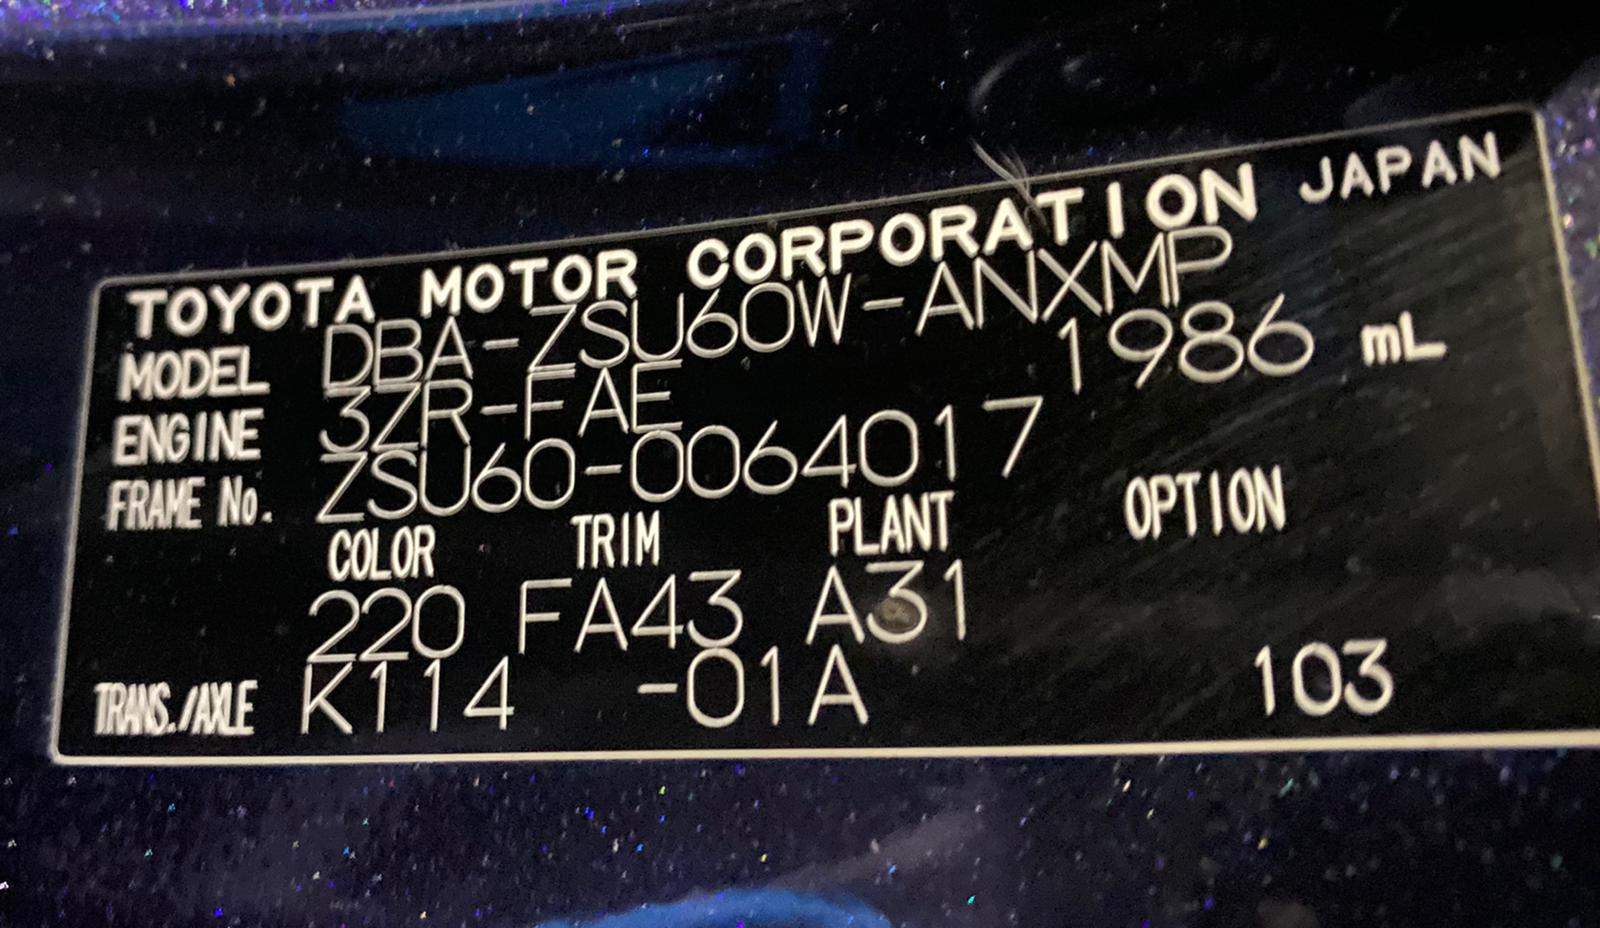 TOYOTA MOTOR CORPORATION JAPAN
MODEL DBA-ZSU60W-ANXMP
ENGINE 3ZR-FAE 1986 mL
FRAME No. ZSU60-0064017
COLOR TRIM PLANT OPTION
220 FA43 A31
TRANS./AXLE K114 -01A 103